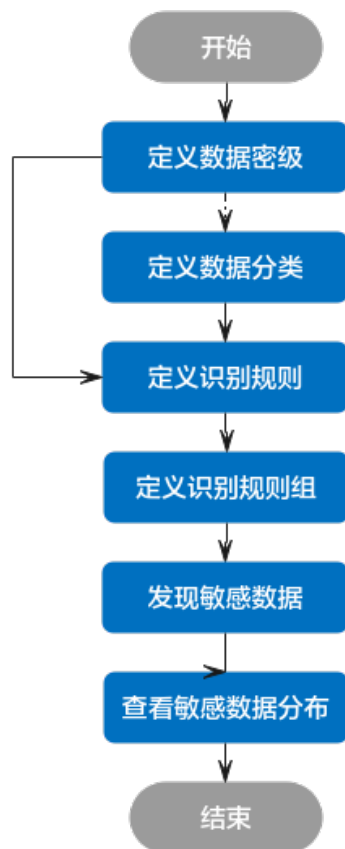 开始
定义数据密级
定义数据分类
定义识别规则
定义识别规则组
发现敏感数据
查看敏感数据分布
结束